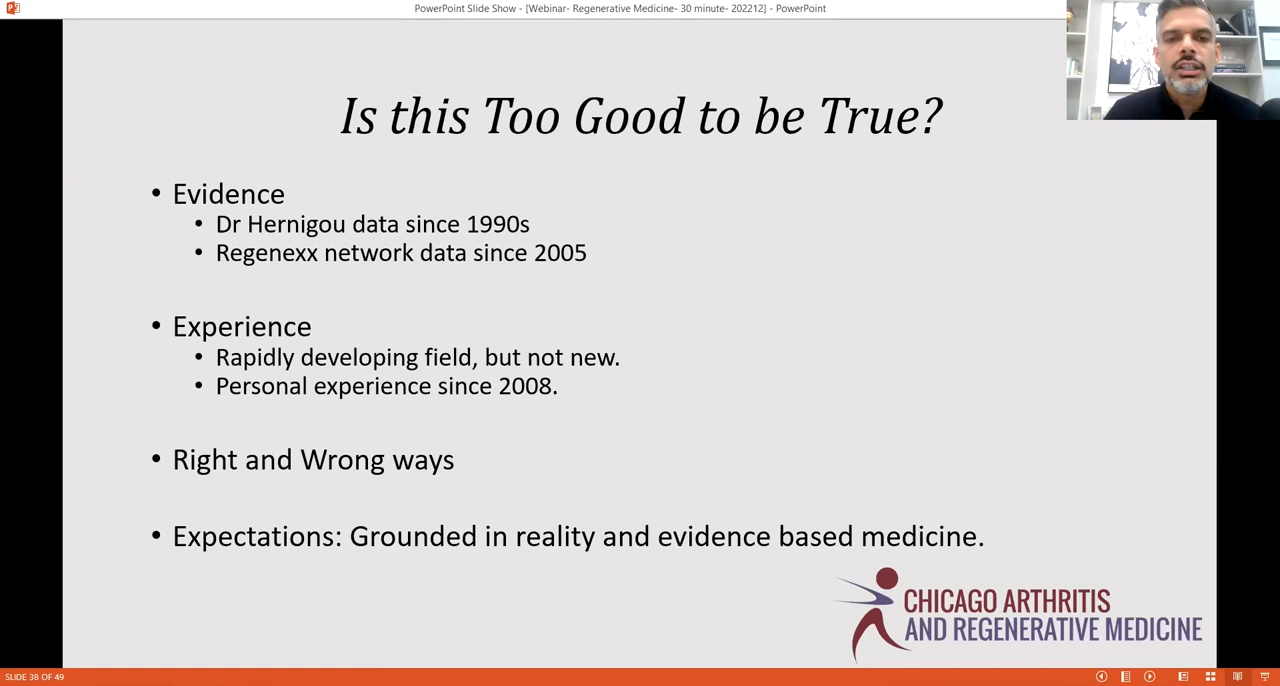 PowerPoint Slide Show - [Webinar- Regenerative Medicine- 30 minute- 202212] - PowerPoint
Is this Too Good to be True?
• Evidence
• Dr Hernigou data since 1990s
• Regenexx network data since 2005
• Experience
• Rapidly developing field, but not new.
• Personal experience since 2008.
• Right and Wrong ways
• Expectations: Grounded in reality and evidence based medicine.
CHICAGO ARTHRITIS
AND REGENERATIVE MEDICINE
SLIDE 38 OF 49